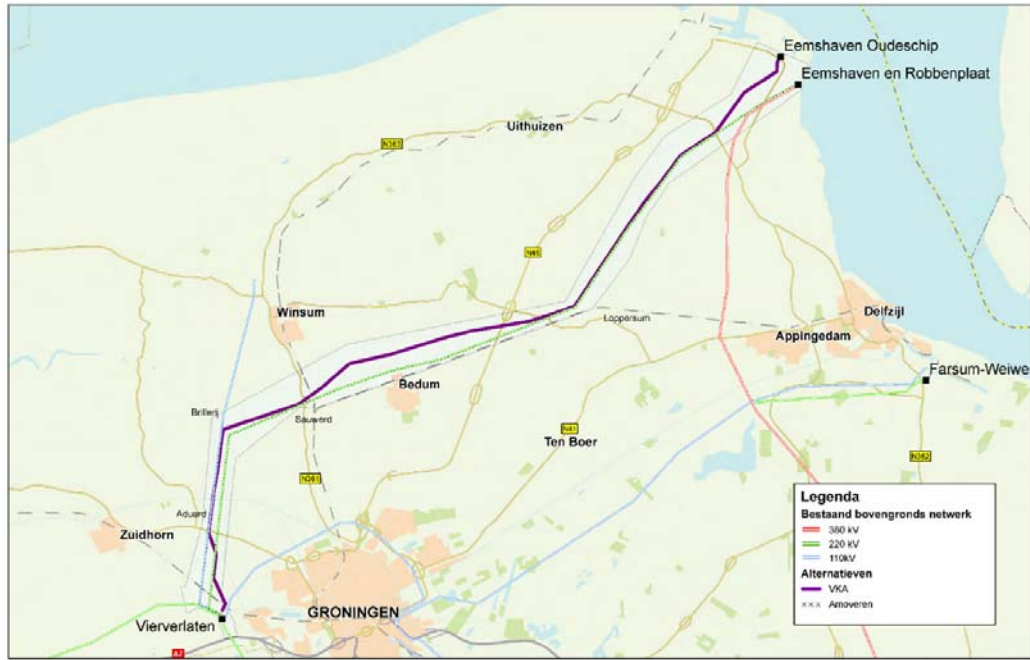 Eemshaven Oudeschip
Eemshaven en Robbenplaat
Uithuizen
N363
N46
Winsum
Loppersum
Delfzijl
Appingedam
Farsum-Weiwe
Bedum
Brillerij
Sauwerd
Ten Boer
N41
N362
N361
Aduard
Zuidhorn
Vierverlaten
GRONINGEN
A7
Legenda
Bestaand bovengronds netwerk
380 kV
220 kV
110kV
Alternatieven
VKA
Amoveren